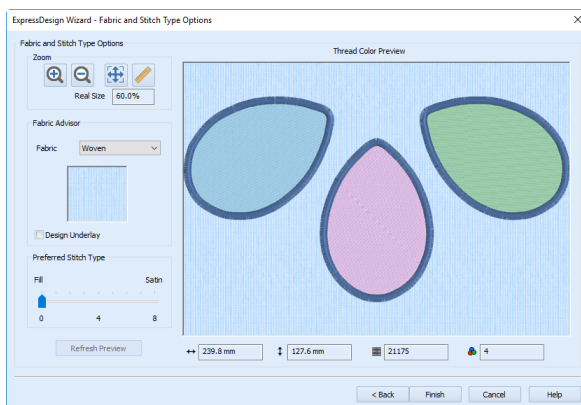 ExpressDesign Wizard - Fabric and Stitch Type Options
Fabric and Stitch Type Options
Zoom
Real Size 60.0%
Fabric Advisor
Fabric Woven
Design Underlay
Preferred Stitch Type
Fill Satin
0 4 8
Refresh Preview
Thread Color Preview
239.8 mm 127.6 mm 21175 4
< Back Finish Cancel Help